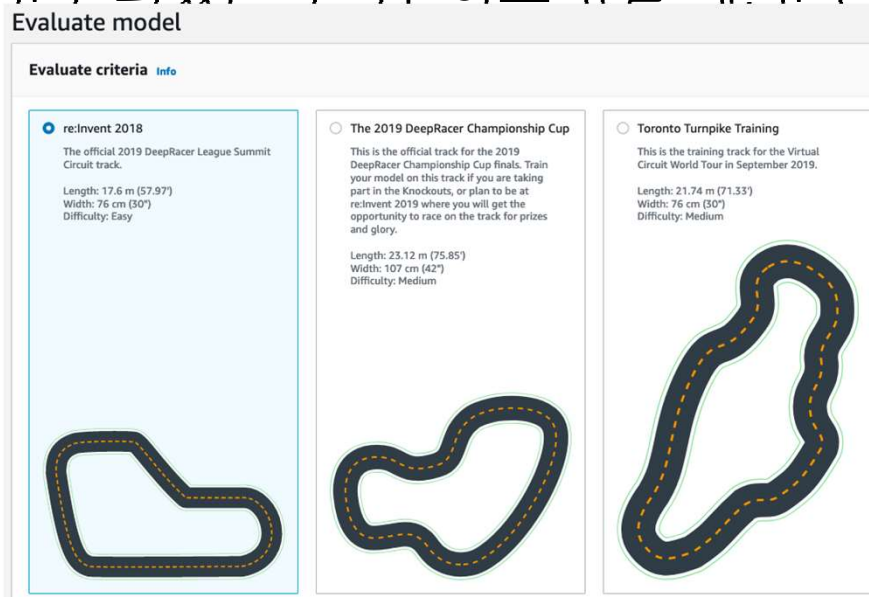 Evaluate model
Evaluate criteria Info
re:Invent 2018
The official 2019 DeepRacer League Summit
Circuit track.
Length: 17.6 m (57.97')
Width: 76 cm (30")
Difficulty: Easy
The 2019 DeepRacer Championship Cup
This is the official track for the 2019
DeepRacer Championship Cup finals. Train
your model on this track if you are taking
part in the Knockouts, or plan to be at
re:Invent 2019 where you will get the
opportunity to race on the track for prizes
and glory.
Length: 23.12 m (75.85')
Width: 107 cm (42")
Difficulty: Medium
Toronto Turnpike Training
This is the training track for the Virtual
Circuit World Tour in September 2019.
Length: 21.74 m (71.33')
Width: 76 cm (30")
Difficulty: Medium